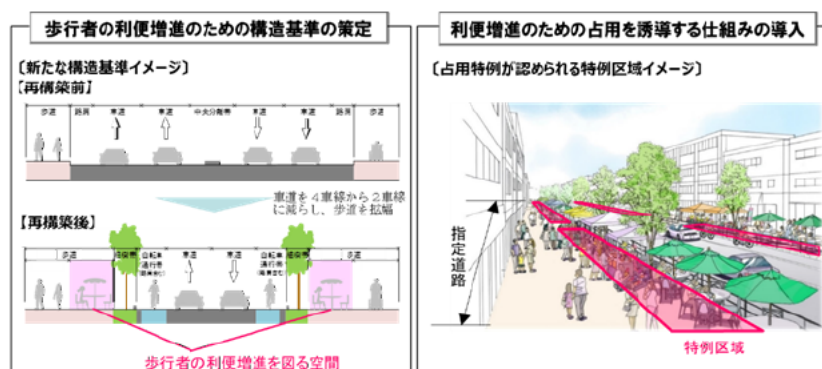 歩行者の利便増進のための構造基準の策定
〔新たな構造基準イメージ〕
【再構築前】
歩道 路肩 車道 車道 中央分離帯 車道 車道 路肩 歩道
車道を4車線から2車線
に減らし、歩道を拡幅
【再構築後】
歩道 植樹帯 自転車 車道 車道 自転車 植樹帯 歩道
通行帯 通行帯
歩行者の利便増進を図る空間
利便増進のための占用を誘導する仕組みの導入
〔占用特例が認められる特例区域イメージ〕
指定道路
特例区域